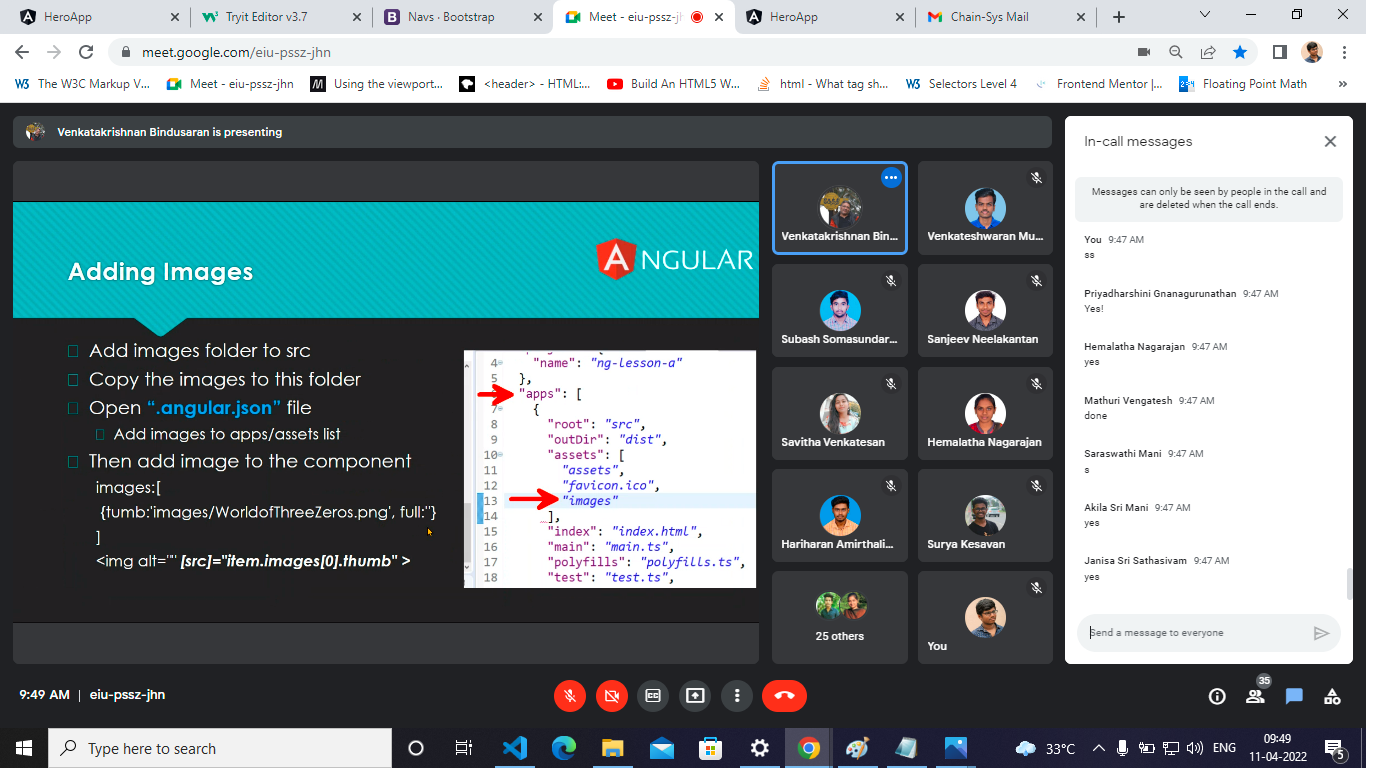 HeroApp
Tryit Editor v3.7
Navs · Bootstrap
Meet - eiu-pssz-jh
HeroApp
Chain-Sys Mail
meet.google.com/eiu-pssz-jhn
The W3C Markup V...
Meet - eiu-pssz-jhn
Using the viewport...
<header> - HTML:...
Build An HTML5 W...
html - What tag sh...
Selectors Level 4
Frontend Mentor |...
Floating Point Math
Venkatakrishnan Bindusaran is presenting
Adding Images
ANGULAR
Add images folder to src
Copy the images to this folder
Open “.angular.json” file
Add images to apps/assets list
Then add image to the component
images:[
{tumb:'images/WorldofThreeZeros.png', full:''}
]
<img alt="" [src]="item.images[0].thumb" >
4
"name": "ng-lesson-a"
5 },
"apps": [
7 {
8 "root": "src",
9 "outDir": "dist",
10 "assets": [
11 "assets",
12 "favicon.ico",
13 "images"
14 ],
15 "index": "index.html",
16 "main": "main.ts",
17 "polyfills": "polyfills.ts",
18 "test": "test.ts",
Venkatakrishnan Bin...
Venkateshwaran Mu...
Subash Somasundar...
Sanjeev Neelakantan
Savitha Venkatesan
Hemalatha Nagarajan
Hariharan Amirthali...
Surya Kesavan
25 others
You
In-call messages
Messages can only be seen by people in the call and
are deleted when the call ends.
You 9:47 AM
ss
Priyadharshini Gnanagurunathan 9:47 AM
Yes!
Hemalatha Nagarajan 9:47 AM
yes
Mathuri Vengatesh 9:47 AM
done
Saraswathi Mani 9:47 AM
s
Akila Sri Mani 9:47 AM
yes
Janisa Sri Sathasivam 9:47 AM
yes
Send a message to everyone
9:49 AM | eiu-pssz-jhn
35
Type here to search
33°C
ENG
09:49
11-04-2022
5